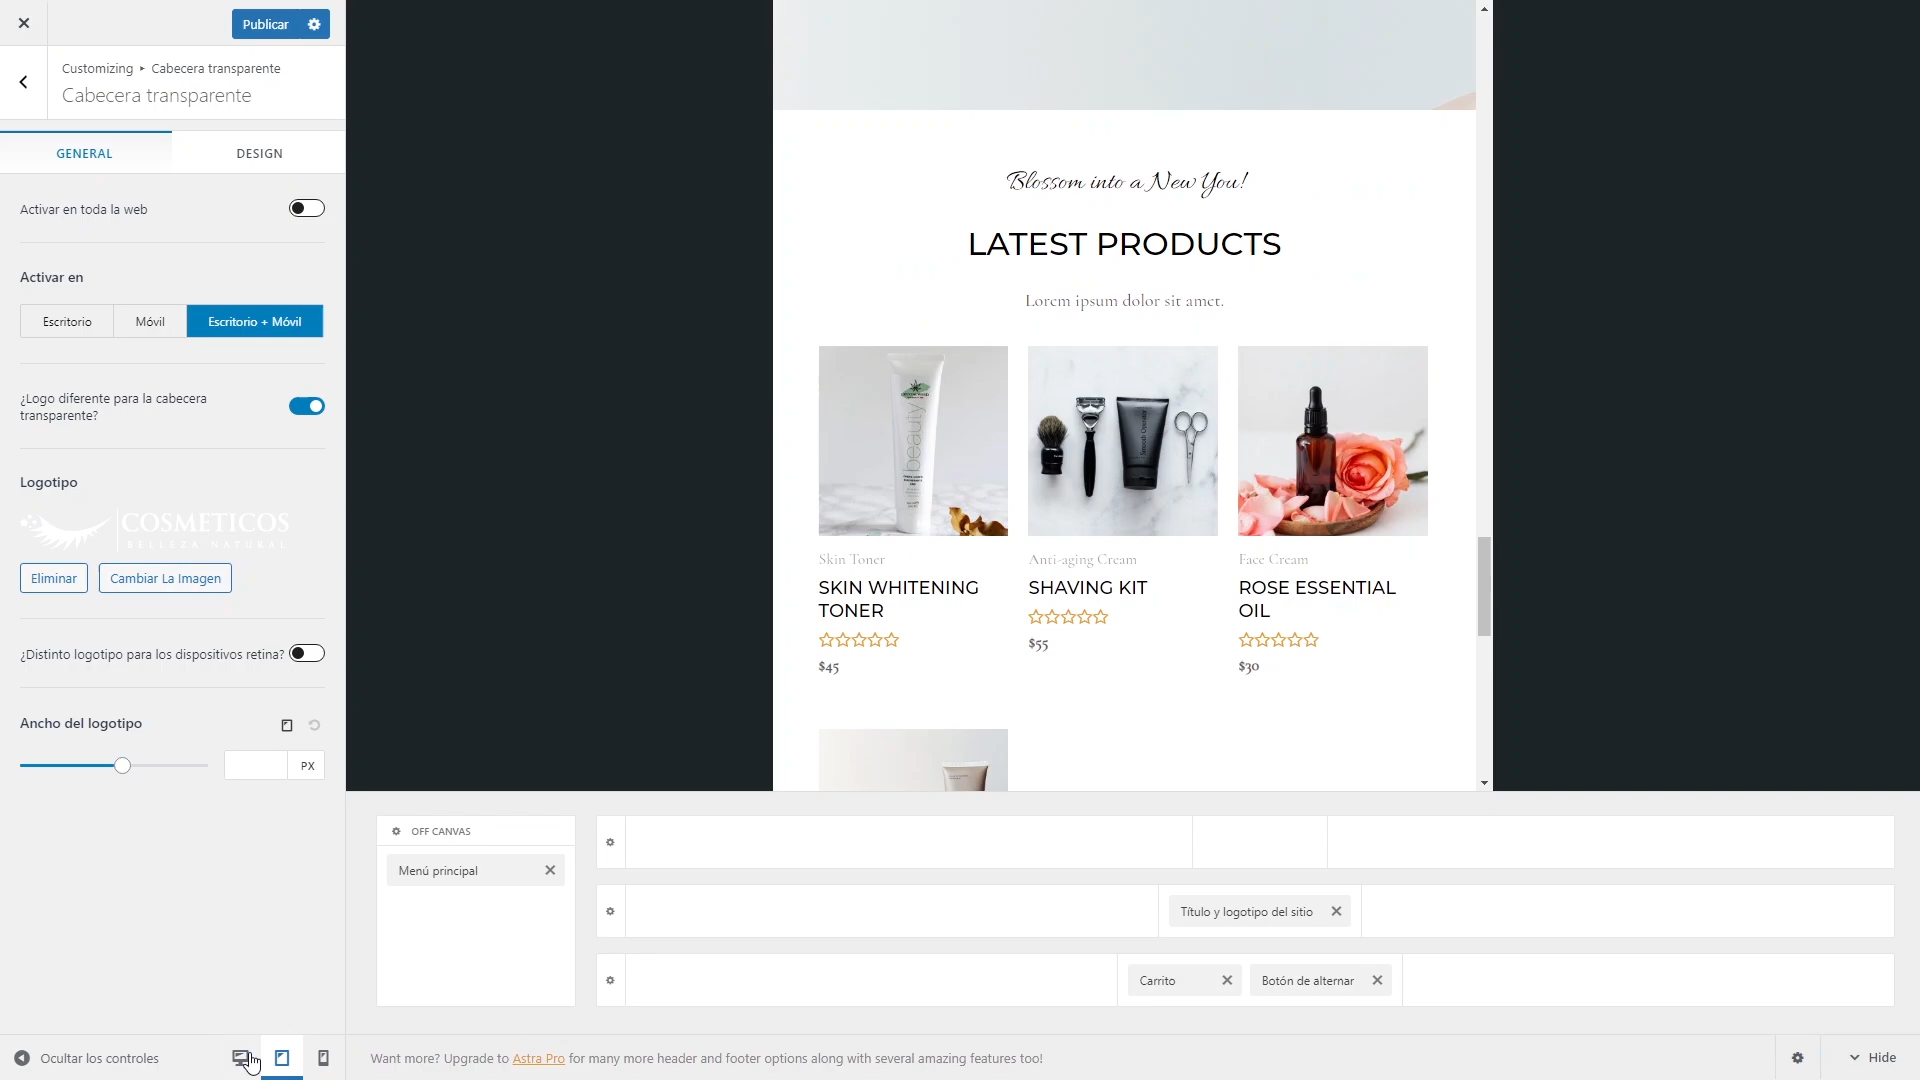 Publicar
Customizing ▸ Cabecera transparente
Cabecera transparente
GENERAL
DESIGN
Activar en toda la web
Activar en
Escritorio
Móvil
Escritorio + Móvil
¿Logo diferente para la cabecera
transparente?
Logotipo
COSMETICOS
BELLEZA NATURAL
Eliminar
Cambiar La Imagen
¿Distinto logotipo para los dispositivos retina?
Ancho del logotipo
PX
Ocultar los controles
Blossom into a New You!
LATEST PRODUCTS
Lorem ipsum dolor sit amet.
beauty
Smooth Operator
Skin Toner
SKIN WHITENING
TONER
$45
Anti-aging Cream
SHAVING KIT
$55
Face Cream
ROSE ESSENTIAL
OIL
$30
OFF CANVAS
Menú principal
Título y logotipo del sitio
Carrito
Botón de alternar
Want more? Upgrade to Astra Pro for many more header and footer options along with several amazing features too!
Hide